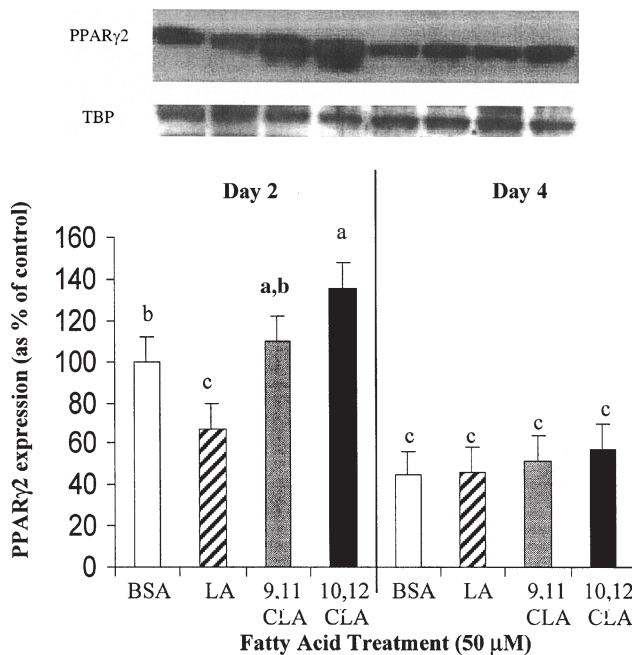 PPARγ2
TBP
Day 2 Day 4
PPARγ2 expression (as % of control)
160
140
120
100
80
60
40
20
0
b
c
a,b
a
c
c
c
c
BSA LA 9,11 CLA 10,12 CLA BSA LA 9,11 CLA 10,12 CLA
Fatty Acid Treatment (50 µM)